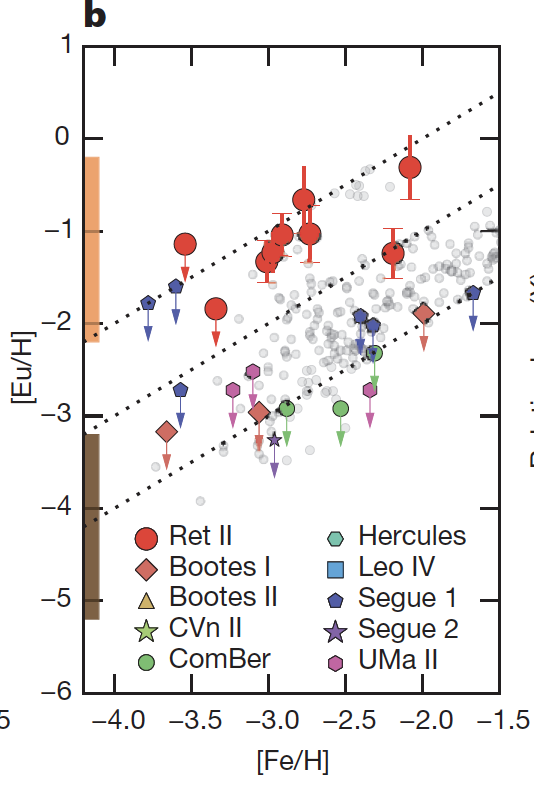 b
1
0
−1
−2
−3
−4
−5
−6
[Eu/H]
Ret II
Bootes I
Bootes II
CVn II
ComBer
Hercules
Leo IV
Segue 1
Segue 2
UMa II
5
−4.0 −3.5 −3.0 −2.5 −2.0 −1.5
[Fe/H]